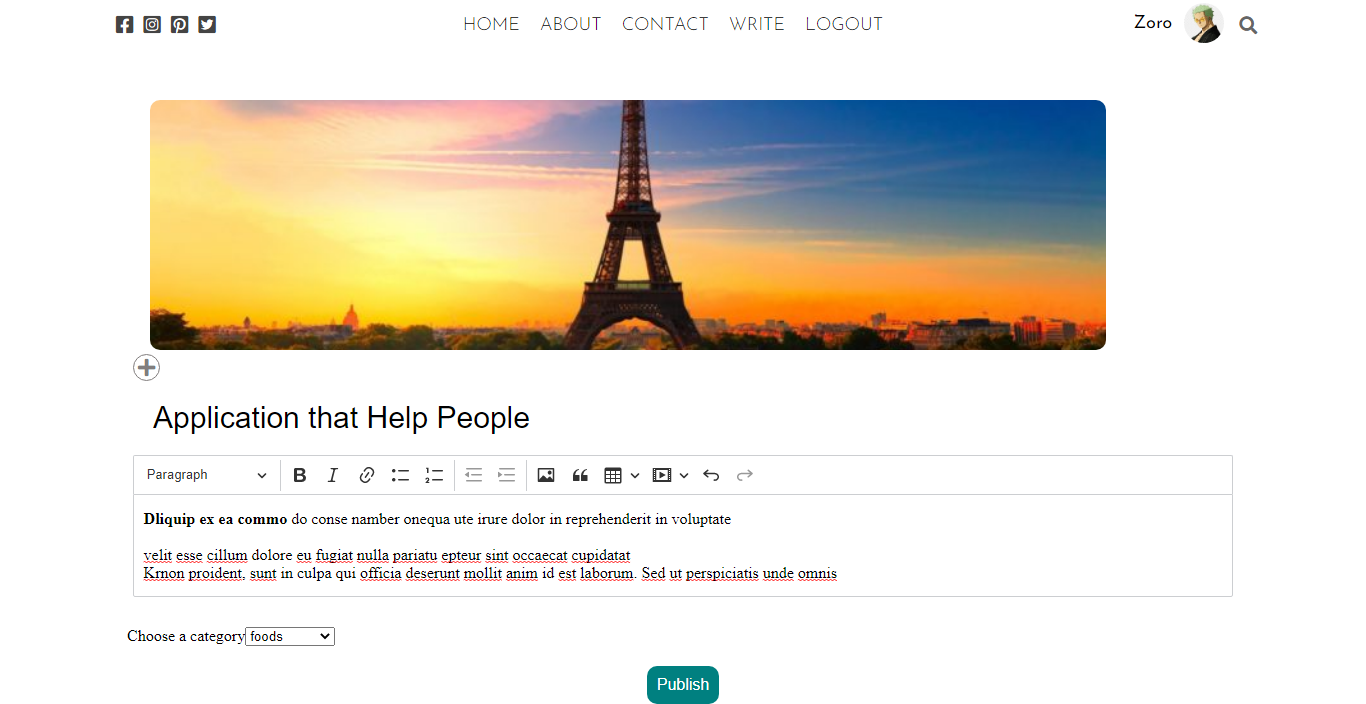 HOME ABOUT CONTACT WRITE LOGOUT Zoro
Application that Help People
Paragraph
Dliquip ex ea commo do conse namber onequa ute irure dolor in reprehenderit in voluptate
velit esse cillum dolore eu fugiat nulla pariatu epteur sint occaecat cupidatat
Krnon proident, sunt in culpa qui officia deserunt mollit anim id est laborum. Sed ut perspiciatis unde omnis
Choose a category foods
Publish